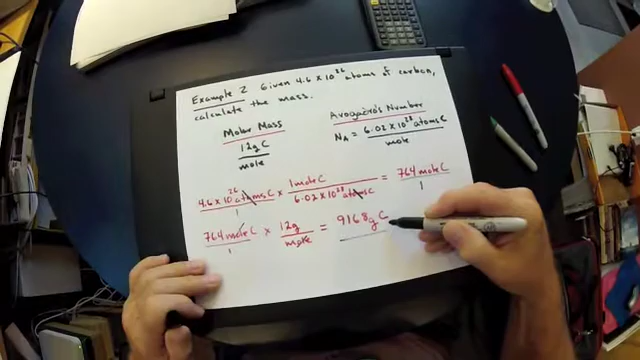 Example 2 Given 4.6 x 10^26 atoms of carbon,
calculate the mass.
Molar Mass
12g C
mole
Avogadro's Number
N_A = 6.02 x 10^23 atoms C
mole
4.6 x 10^26 atoms C x 1 mole C = 764 mole C
1 6.02 x 10^23 atoms C 1
764 mole C x 12g = 9168g C
1 mole